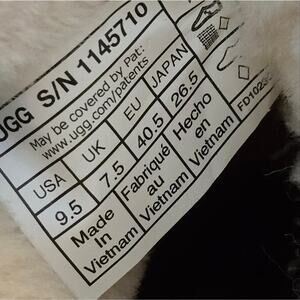 UGG S/N 1145710
May be covered by Pat:
www.ugg.com/patents
USA UK EU JAPAN
9.5 7.5 40.5 26.5
Made In Vietnam
Fabriqué au Vietnam
Hecho en Vietnam